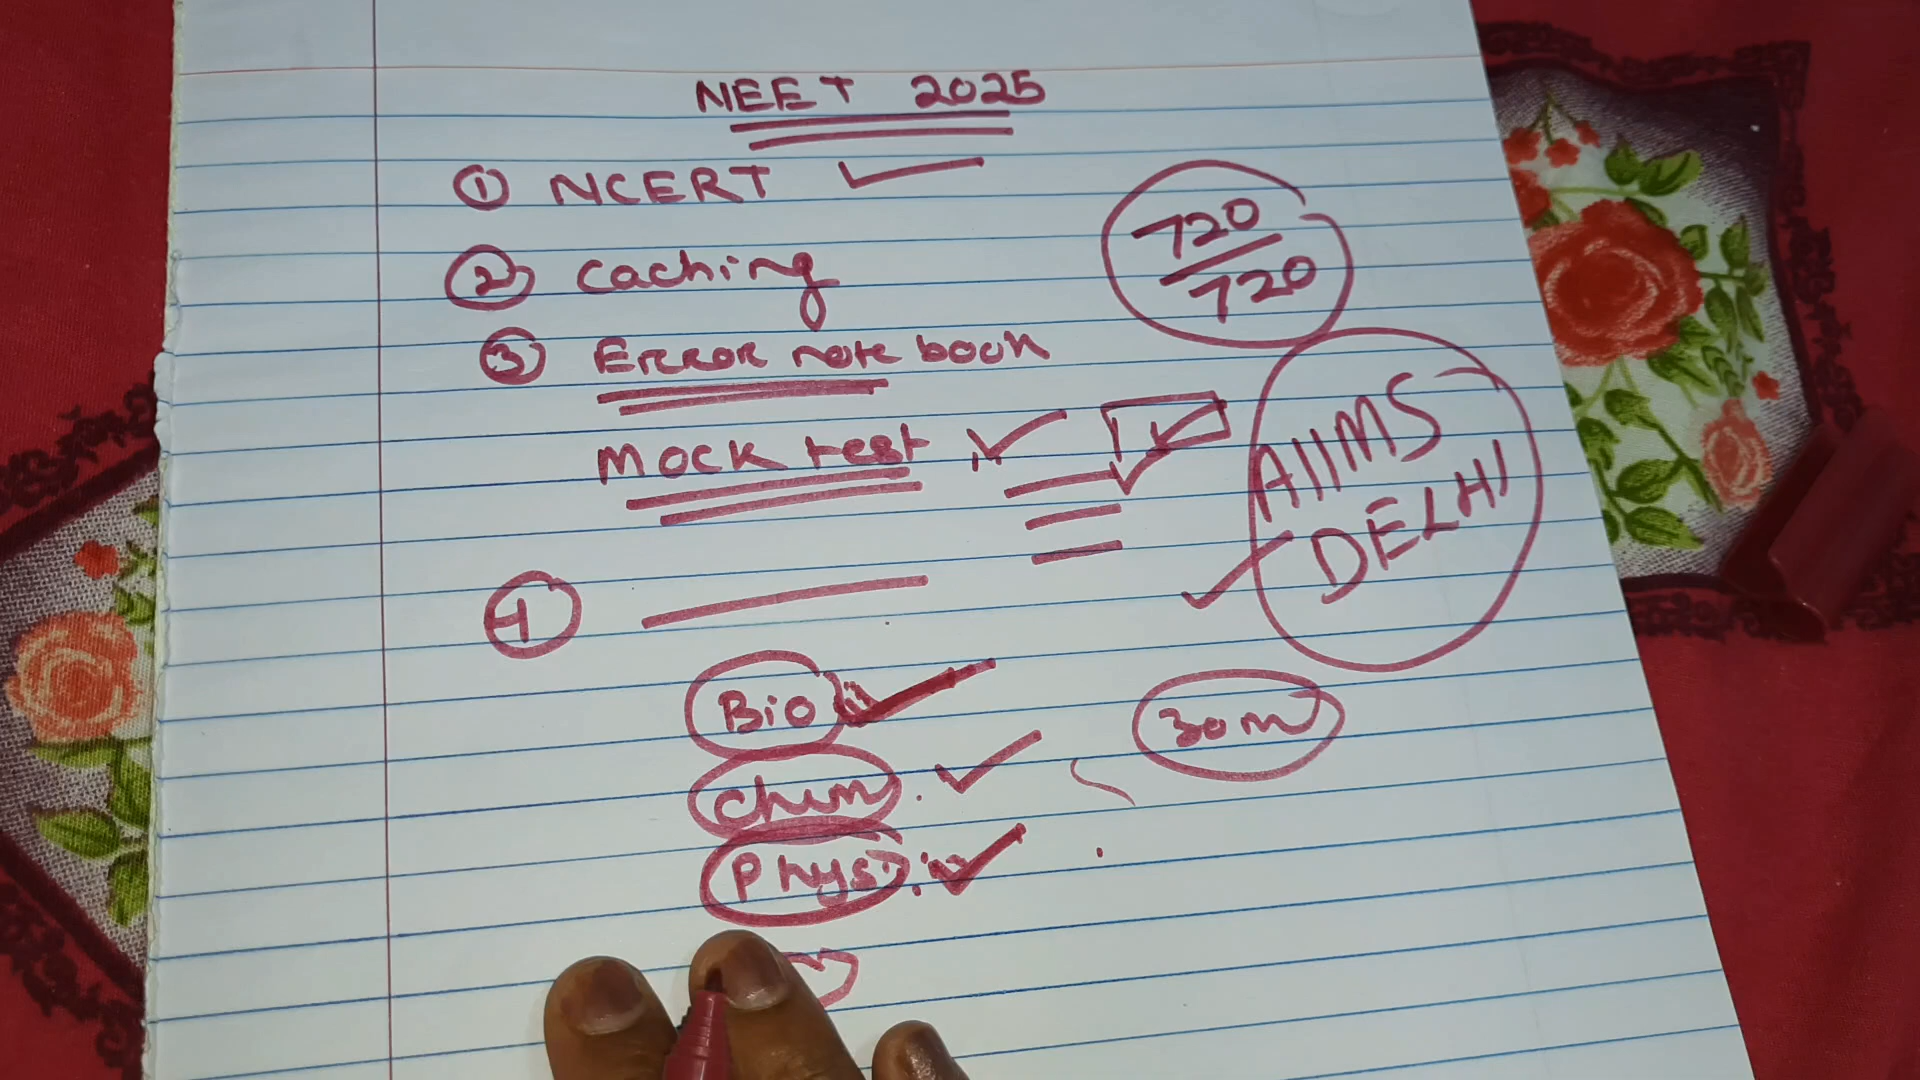 NEET 2025
① NCERT
② Caching
③ ERROR note book
720
720
Mock test
AIIMS
DELHI
④
Bio
30 m
chem.
Physi.